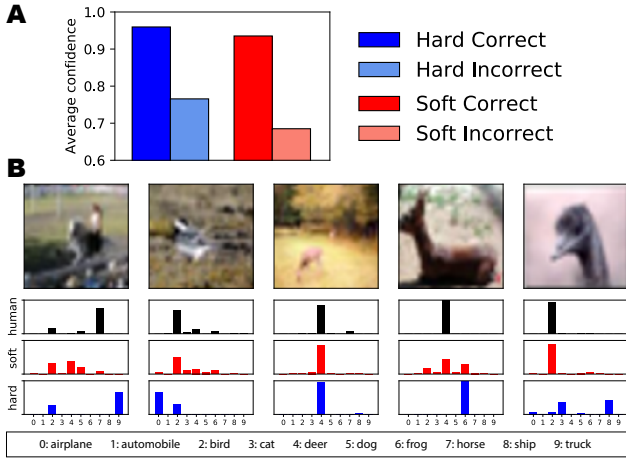 A
1.0
0.9
0.8
0.7
0.6
Average confidence
Hard Correct
Hard Incorrect
Soft Correct
Soft Incorrect
B
human
soft
hard
0 1 2 3 4 5 6 7 8 9
0 1 2 3 4 5 6 7 8 9
0 1 2 3 4 5 6 7 8 9
0 1 2 3 4 5 6 7 8 9
0 1 2 3 4 5 6 7 8 9
0: airplane 1: automobile 2: bird 3: cat 4: deer 5: dog 6: frog 7: horse 8: ship 9: truck